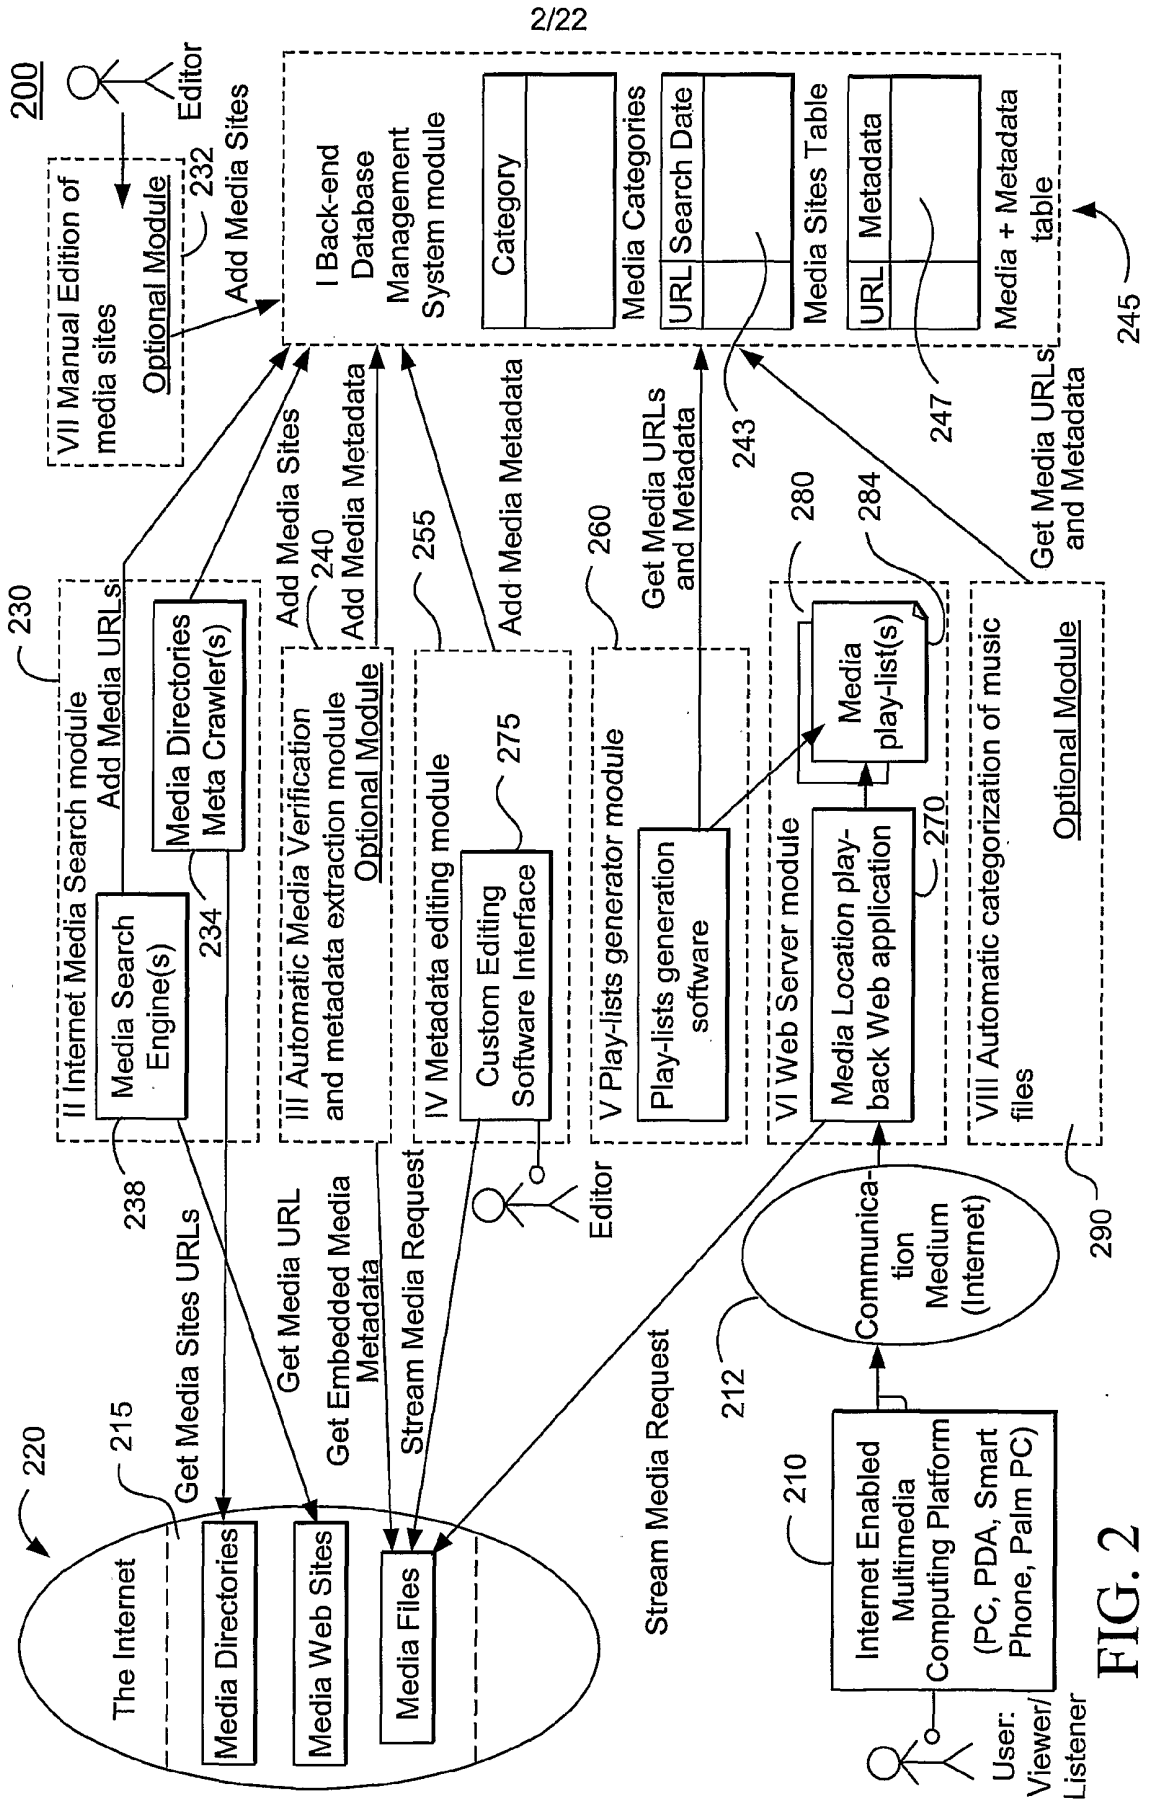 2/22
200
220
The Internet
215
Media Directories
Media Web Sites
Media Files
Get Media Sites URLs
Get Media URL
Get Embedded Media
Metadata
Stream Media Request
Stream Media Request
230
II Internet Media Search module
Add Media URLs
Media Search
Engine(s)
238
Media Directories
Meta Crawler(s)
234
Add Media Sites
240
III Automatic Media Verification
and metadata extraction module
Optional Module
Add Media Metadata
255
IV Metadata editing module
Custom Editing
Software Interface
275
Editor
Add Media Metadata
260
V Play-lists generator module
Play-lists generation
software
Get Media URLs
and Metadata
VI Web Server module
Media Location play-
back Web application
270
Media
play-list(s)
280
284
VIII Automatic categorization of music
files
Optional Module
290
Get Media URLs
and Metadata
VII Manual Edition of
media sites
Optional Module
232
Editor
Add Media Sites
I Back-end
Database
Management
System module
Category
Media Categories
URL
Search Date
Media Sites Table
243
URL
Metadata
Media + Metadata
table
247
245
212
Communica-
tion
Medium
(Internet)
210
Internet Enabled
Multimedia
Computing Platform
(PC, PDA, Smart
Phone, Palm PC)
User:
Viewer/
Listener
FIG. 2